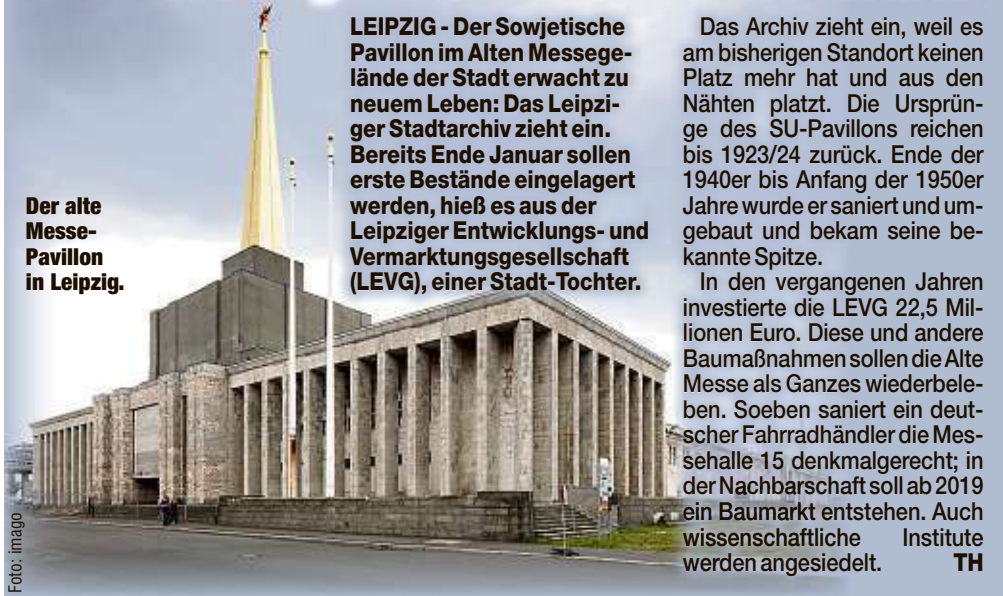 LEIPZIG - Der Sowjetische
Pavillon im Alten Messege-
lände der Stadt erwacht zu
neuem Leben: Das Leipzi-
ger Stadtarchiv zieht ein.
Bereits Ende Januar sollen
erste Bestände eingelagert
werden, hieß es aus der
Leipziger Entwicklungs- und
Vermarktungsgesellschaft
(LEVG), einer Stadt-Tochter.
Das Archiv zieht ein, weil es
am bisherigen Standort keinen
Platz mehr hat und aus den
Nähten platzt. Die Ursprün-
ge des SU-Pavillons reichen
bis 1923/24 zurück. Ende der
1940er bis Anfang der 1950er
Jahre wurde er saniert und um-
gebaut und bekam seine be-
kannte Spitze.
In den vergangenen Jahren
investierte die LEVG 22,5 Mil-
lionen Euro. Diese und andere
Baumaßnahmen sollen die Alte
Messe als Ganzes wiederbele-
ben. Soeben saniert ein deut-
scher Fahrradhändler die Mes-
sehalle 15 denkmalgerecht; in
der Nachbarschaft soll ab 2019
ein Baumarkt entstehen. Auch
wissenschaftliche Institute
werden angesiedelt. TH
Der alte
Messe-
Pavillon
in Leipzig.
Foto: imago